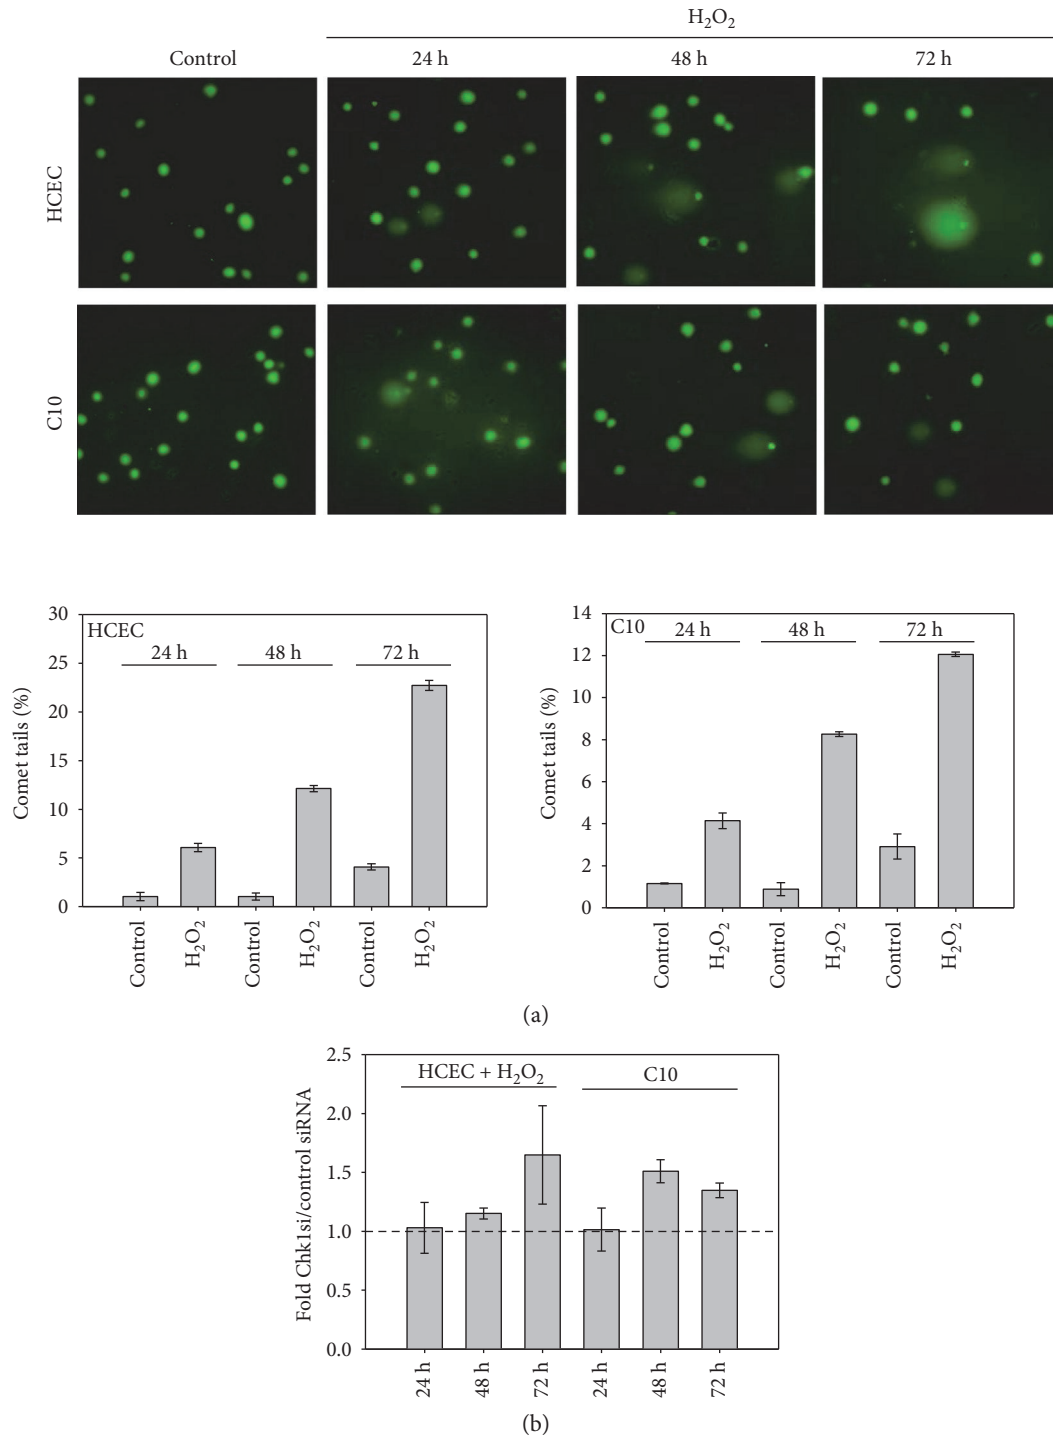 H₂O₂
Control 24 h 48 h 72 h
HCEC
C10
HCEC
24 h 48 h 72 h
Comet tails (%)
30
25
20
15
10
5
0
Control H₂O₂ Control H₂O₂ Control H₂O₂
C10
24 h 48 h 72 h
Comet tails (%)
14
12
10
8
6
4
2
0
Control H₂O₂ Control H₂O₂ Control H₂O₂
(a)
HCEC + H₂O₂ C10
Fold Chk1si/control siRNA
2.5
2.0
1.5
1.0
0.5
0.0
24 h 48 h 72 h 24 h 48 h 72 h
(b)